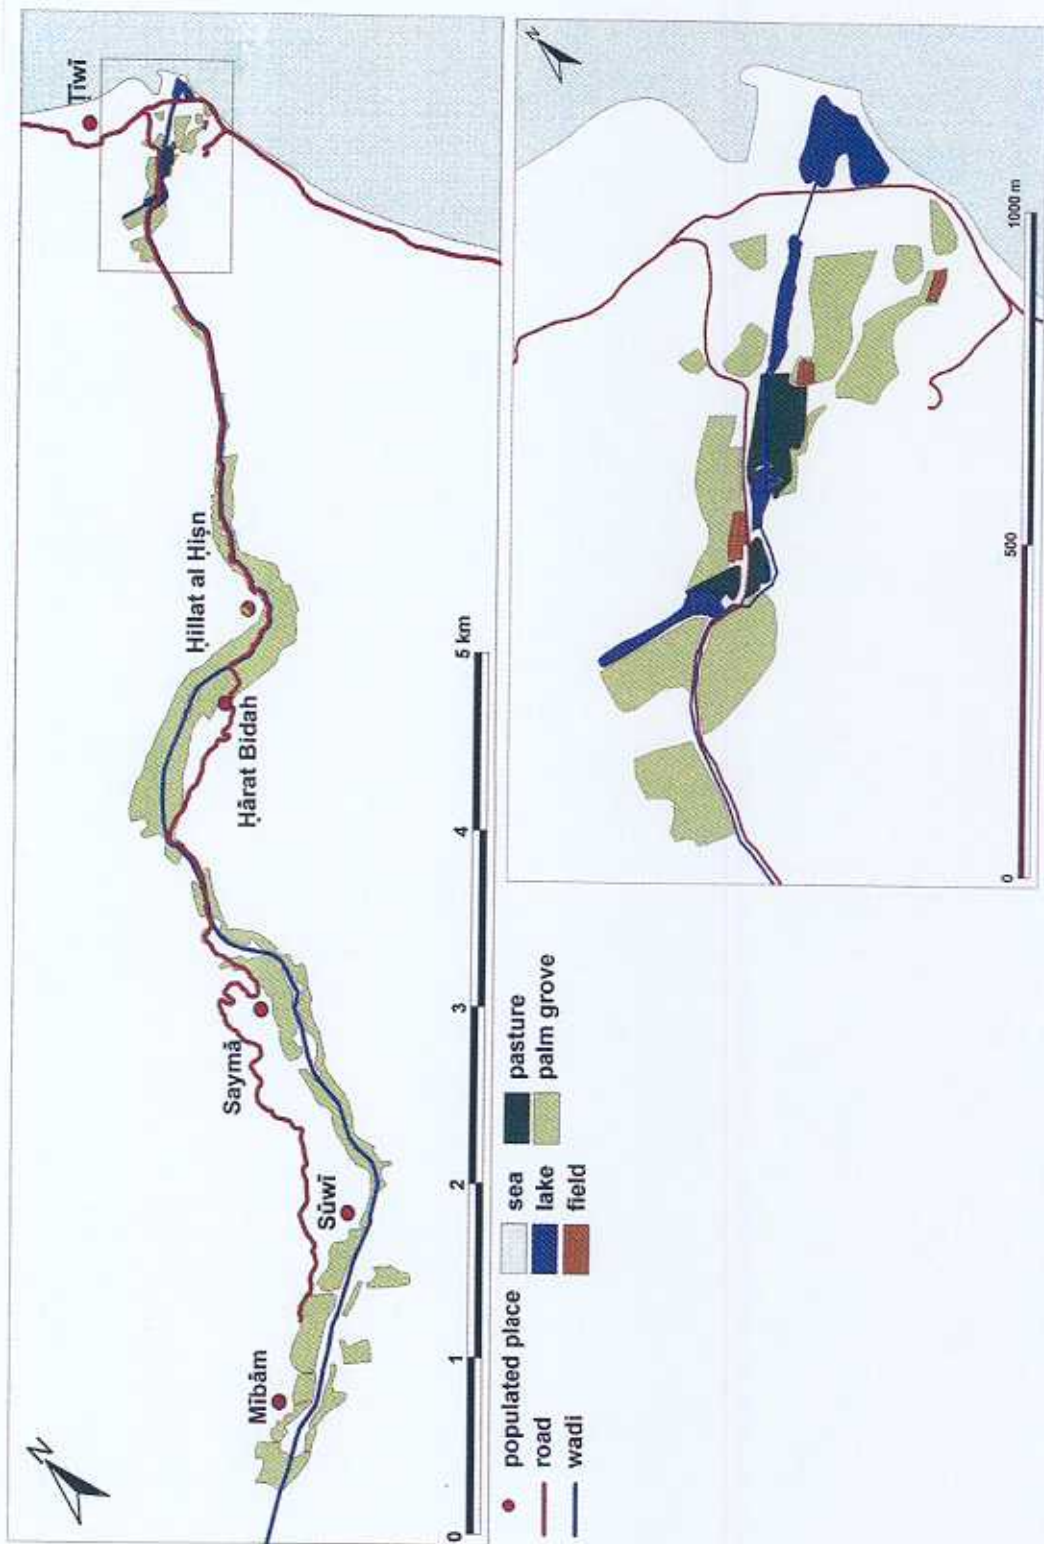 N
Ṭīwī
Ḥillat al Ḥiṣn
Ḥārat Bidah
Saymā
Sūwī
Mībām
0
1
2
3
4
5 km
populated place
road
wadi
sea
lake
field
pasture
palm grove
N
0
500
1000 m